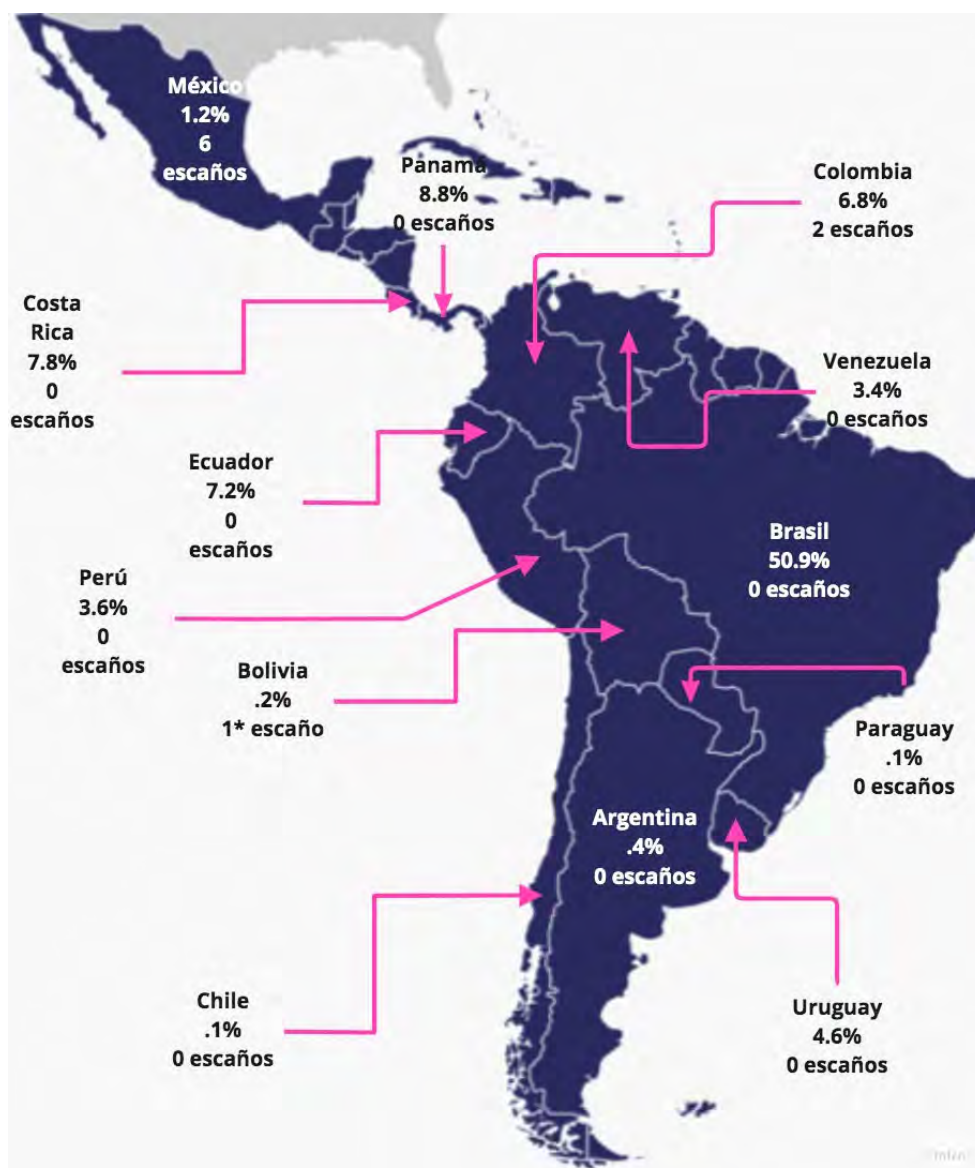 México
1.2%
6
escaños
Panamá
8.8%
0 escaños
Colombia
6.8%
2 escaños
Costa
Rica
7.8%
0
escaños
Venezuela
3.4%
0 escaños
Ecuador
7.2%
0
escaños
Brasil
50.9%
0 escaños
Perú
3.6%
0
escaños
Bolivia
.2%
1* escaño
Paraguay
.1%
0 escaños
Argentina
.4%
0 escaños
Chile
.1%
0 escaños
Uruguay
4.6%
0 escaños
miro